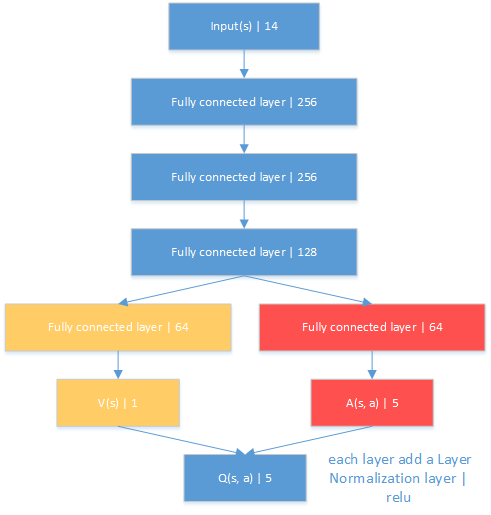 Input(s) | 14
Fully connected layer | 256
Fully connected layer | 256
Fully connected layer | 128
Fully connected layer | 64
Fully connected layer | 64
V(s) | 1
A(s, a) | 5
Q(s, a) | 5
each layer add a Layer
Normalization layer |
relu